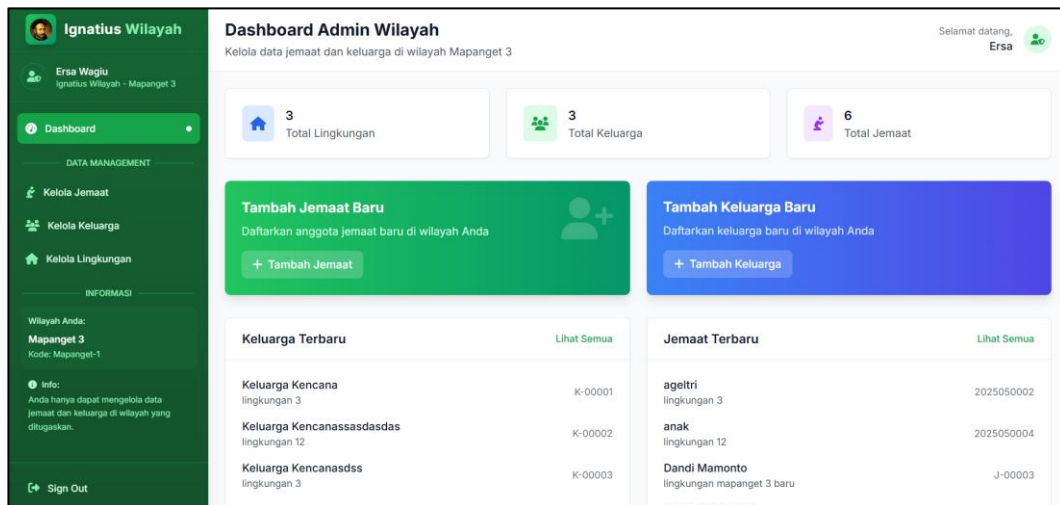 Ignatius Wilayah
Ersa Wagiu
Ignatius Wilayah - Mapanget 3
Dashboard
DATA MANAGEMENT
Kelola Jemaat
Kelola Keluarga
Kelola Lingkungan
INFORMASI
Wilayah Anda:
Mapanget 3
Kode: Mapanget-1
Info:
Anda hanya dapat mengelola data
jemaat dan keluarga di wilayah yang
ditugaskan.
Sign Out
Dashboard Admin Wilayah
Kelola data jemaat dan keluarga di wilayah Mapanget 3
Selamat datang,
Ersa
3
Total Lingkungan
3
Total Keluarga
6
Total Jemaat
Tambah Jemaat Baru
Daftarkan anggota jemaat baru di wilayah Anda
+ Tambah Jemaat
Tambah Keluarga Baru
Daftarkan keluarga baru di wilayah Anda
+ Tambah Keluarga
Keluarga Terbaru Lihat Semua
Keluarga Kencana
lingkungan 3
K-00001
Keluarga Kencanassasdasdas
lingkungan 12
K-00002
Keluarga Kencanasdss
lingkungan 3
K-00003
Jemaat Terbaru Lihat Semua
ageltri
lingkungan 3
2025050002
anak
lingkungan 12
2025050004
Dandi Mamonto
lingkungan mapanget 3 baru
J-00003